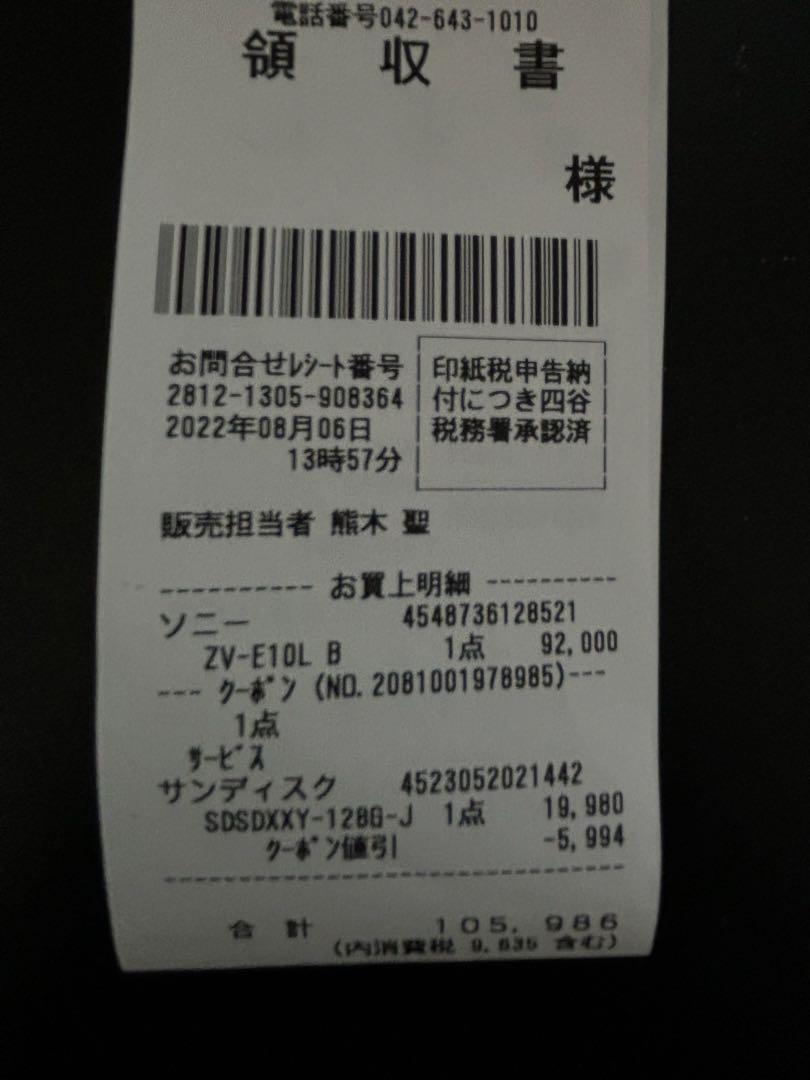 電話番号042-643-1010
領収書
様
お問合せﾚｼｰﾄ番号
2812-1305-908364
2022年08月06日
13時57分
印紙税申告納
付につき四谷
税務署承認済
販売担当者 熊木 聖
---------- お買上明細 ----------
ソニー 4548736128521
ZV-E10L B 1点 92,000
--- ｸｰﾎﾟﾝ (NO.2081001978985)---
1点
ｻｰﾋﾞｽ
サンディスク 4523052021442
SDSDXXY-128G-J 1点 19,980
ｸｰﾎﾟﾝ値引 -5,994
合計 105,986
(内消費税 9,635 含む)